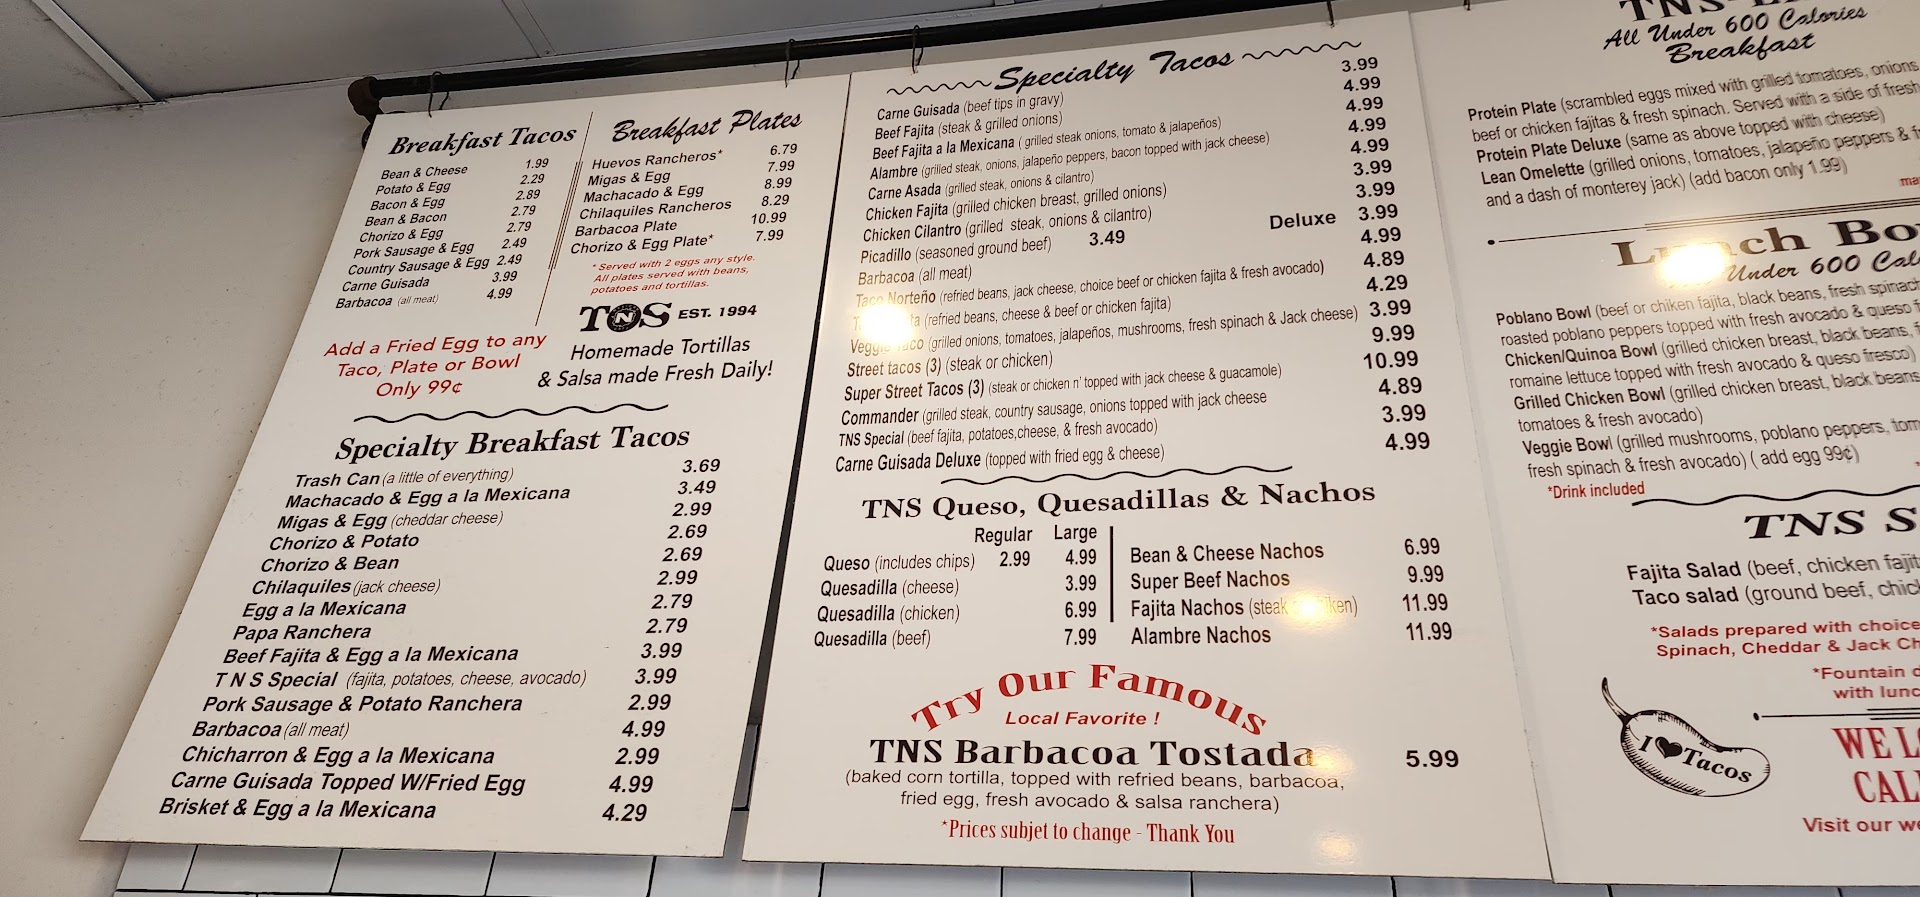 Breakfast Tacos
Bean & Cheese 1.99
Potato & Egg 2.29
Bacon & Egg 2.89
Bean & Bacon 2.79
Chorizo & Egg 2.79
Pork Sausage & Egg 2.49
Country Sausage & Egg 2.49
Carne Guisada 3.99
Barbacoa (all meat) 4.99
Breakfast Plates
Huevos Rancheros* 6.79
Migas & Egg 7.99
Machacado & Egg 8.99
Chilaquiles Rancheros 8.29
Barbacoa Plate 10.99
Chorizo & Egg Plate* 7.99
* Served with 2 eggs any style.
All plates served with beans,
potatoes and tortillas.
Add a Fried Egg to any
Taco, Plate or Bowl
Only 99¢
TNS EST. 1994
Homemade Tortillas
& Salsa made Fresh Daily!
Specialty Breakfast Tacos
Trash Can (a little of everything) 3.69
Machacado & Egg a la Mexicana 3.49
Migas & Egg (cheddar cheese) 2.99
Chorizo & Potato 2.69
Chorizo & Bean 2.69
Chilaquiles (jack cheese) 2.99
Egg a la Mexicana 2.79
Papa Ranchera 2.79
Beef Fajita & Egg a la Mexicana 3.99
T N S Special (fajita, potatoes, cheese, avocado) 3.99
Pork Sausage & Potato Ranchera 2.99
Barbacoa (all meat) 4.99
Chicharron & Egg a la Mexicana 2.99
Carne Guisada Topped W/Fried Egg 4.99
Brisket & Egg a la Mexicana 4.29
Specialty Tacos
Carne Guisada (beef tips in gravy) 3.99
Beef Fajita (steak & grilled onions) 4.99
Beef Fajita a la Mexicana ( grilled steak onions, tomato & jalapeños) 4.99
Alambre (grilled steak, onions, jalapeño peppers, bacon topped with jack cheese) 4.99
Carne Asada (grilled steak, onions & cilantro) 4.99
Chicken Fajita (grilled chicken breast, grilled onions) 3.99
Chicken Cilantro (grilled steak, onions & cilantro) 3.99
Picadillo (seasoned ground beef) 3.49 Deluxe 3.99
Barbacoa (all meat) 4.99
Taco Norteño (refried beans, jack cheese, choice beef or chicken fajita & fresh avocado) 4.89
(refried beans, cheese & beef or chicken fajita) 4.29
Veggie Taco (grilled onions, tomatoes, jalapeños, mushrooms, fresh spinach & Jack cheese) 3.99
Street tacos (3) (steak or chicken) 9.99
Super Street Tacos (3) (steak or chicken n' topped with jack cheese & guacamole) 10.99
Commander (grilled steak, country sausage, onions topped with jack cheese 4.89
TNS Special (beef fajita, potatoes,cheese, & fresh avocado) 3.99
Carne Guisada Deluxe (topped with fried egg & cheese) 4.99
TNS Queso, Quesadillas & Nachos
Regular Large
Queso (includes chips) 2.99 4.99
Quesadilla (cheese) 3.99
Quesadilla (chicken) 6.99
Quesadilla (beef) 7.99
Bean & Cheese Nachos 6.99
Super Beef Nachos 9.99
Fajita Nachos (steak 11.99
Alambre Nachos 11.99
Try Our Famous
Local Favorite !
TNS Barbacoa Tostada 5.99
(baked corn tortilla, topped with refried beans, barbacoa,
fried egg, fresh avocado & salsa ranchera)
*Prices subjet to change - Thank You
TNS
All Under 600 Calories
Breakfast
Protein Plate (scrambled eggs mixed with grilled tomatoes, onions
beef or chicken fajitas & fresh spinach. Served with a side of fresh
Protein Plate Deluxe (same as above topped with cheese)
Lean Omelette (grilled onions, tomatoes, jalapeño peppers &
and a dash of monterey jack) (add bacon only 1.99)
Lunch
Under 600
Poblano Bowl (beef or chiken fajita, black beans, fresh spinach
roasted poblano peppers topped with fresh avocado & queso
Chicken/Quinoa Bowl (grilled chicken breast, black beans,
romaine lettuce topped with fresh avocado & queso fresco)
Grilled Chicken Bowl (grilled chicken breast, black beans
tomatoes & fresh avocado)
Veggie Bowl (grilled mushrooms, poblano peppers,
fresh spinach & fresh avocado) ( add egg 99¢)
*Drink included
TNS S
Fajita Salad (beef, chicken
Taco salad (ground beef,
*Salads prepared with choice
Spinach, Cheddar & Jack
*Fountain
with
I Tacos
Visit our